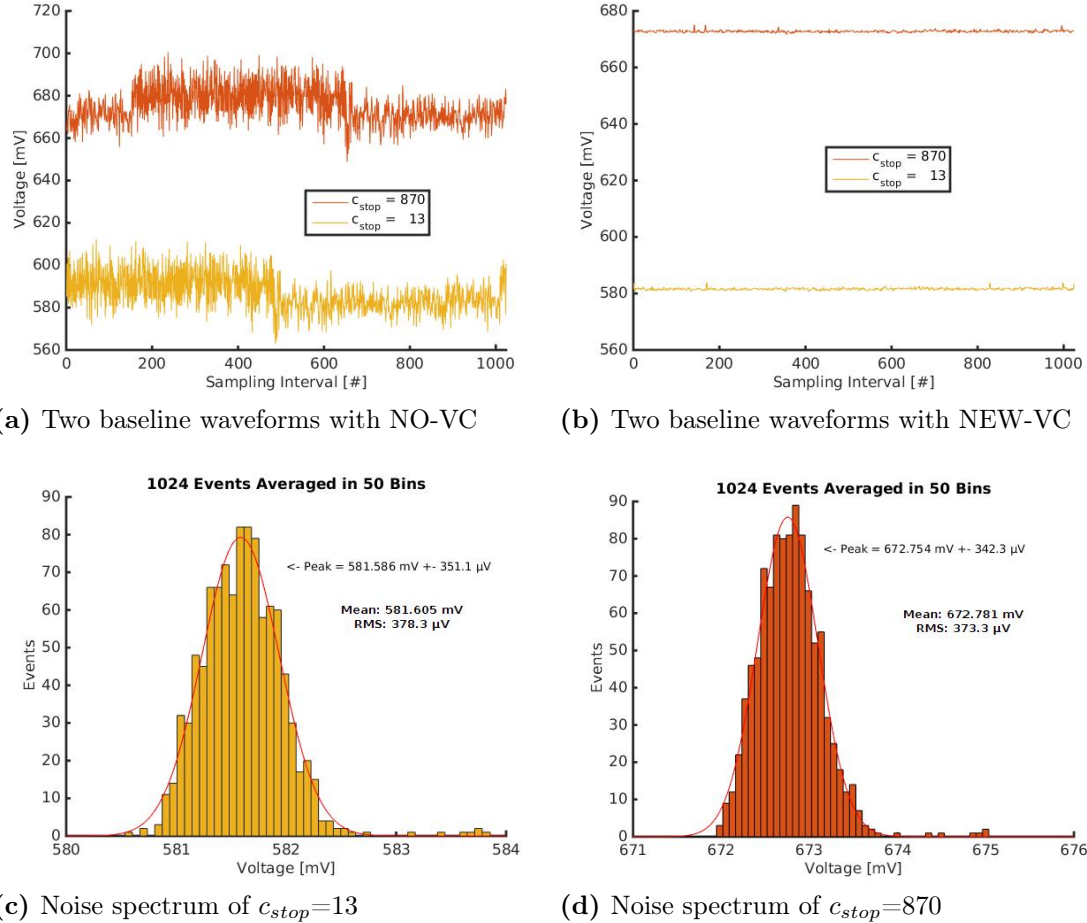 720
700
680
660
640
620
600
580
560
Voltage [mV]
c_stop = 870
c_stop = 13
0 200 400 600 800 1000
Sampling Interval [#]
680
660
640
620
600
580
560
Voltage [mV]
c_stop = 870
c_stop = 13
0 200 400 600 800 1000
Sampling Interval [#]
(a) Two baseline waveforms with NO-VC
(b) Two baseline waveforms with NEW-VC
1024 Events Averaged in 50 Bins
90
80
70
60
50
40
30
20
10
0
Events
<- Peak = 581.586 mV +- 351.1 μV
Mean: 581.605 mV
RMS: 378.3 μV
580 581 582 583 584
Voltage [mV]
1024 Events Averaged in 50 Bins
90
80
70
60
50
40
30
20
10
0
Events
<- Peak = 672.754 mV +- 342.3 μV
Mean: 672.781 mV
RMS: 373.3 μV
671 672 673 674 675 676
Voltage [mV]
(c) Noise spectrum of c_stop=13
(d) Noise spectrum of c_stop=870